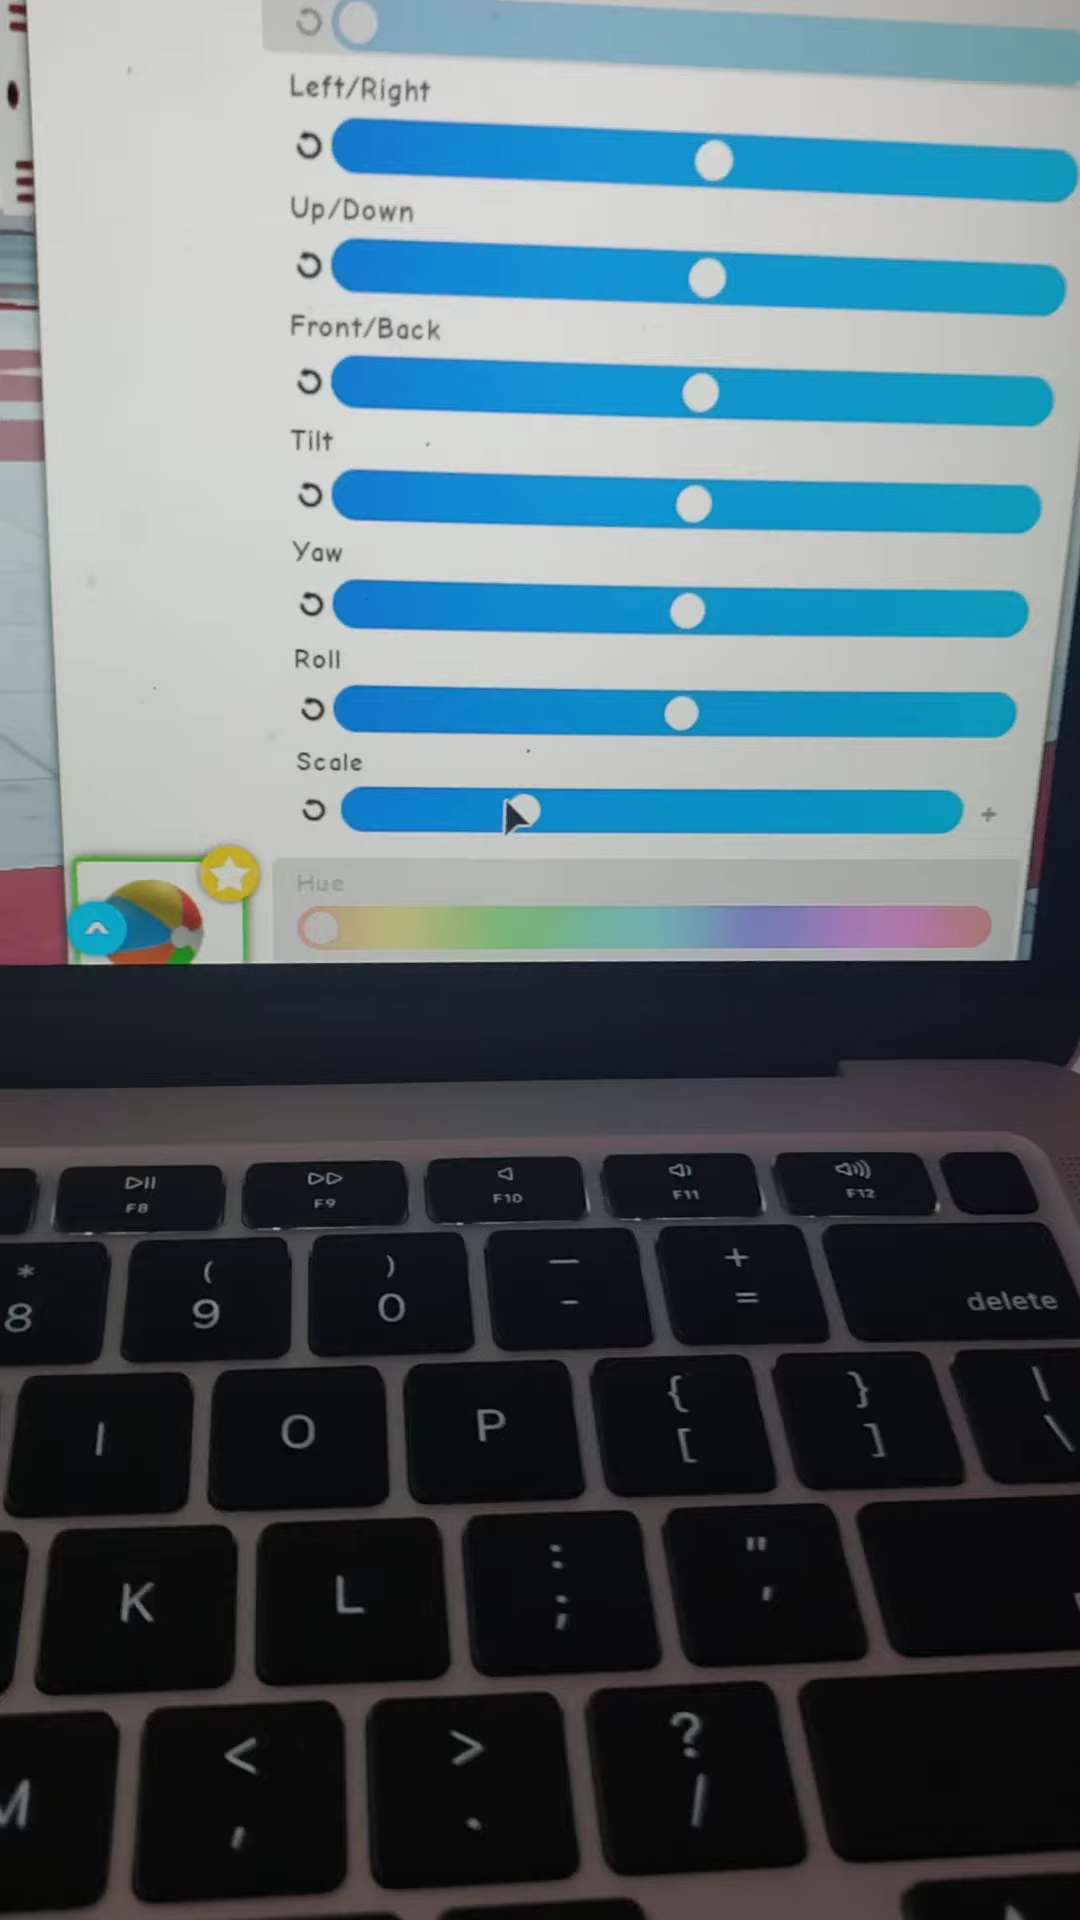 Left/Right
Up/Down
Front/Back
Tilt
Yaw
Roll
Scale
+
Hue
F8 F9 F10 F11 F12
* ( ) — +
8 9 0 - = delete
{ } |
I O P [ ] \
: "
K L ; '
< > ?
M , . /